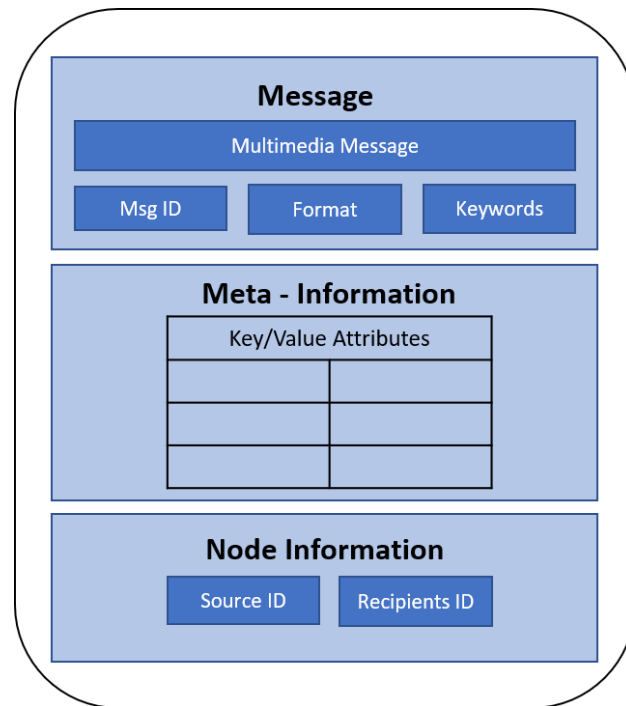 Message
Multimedia Message
Msg ID Format Keywords
Meta - Information
Key/Value Attributes
Node Information
Source ID Recipients ID